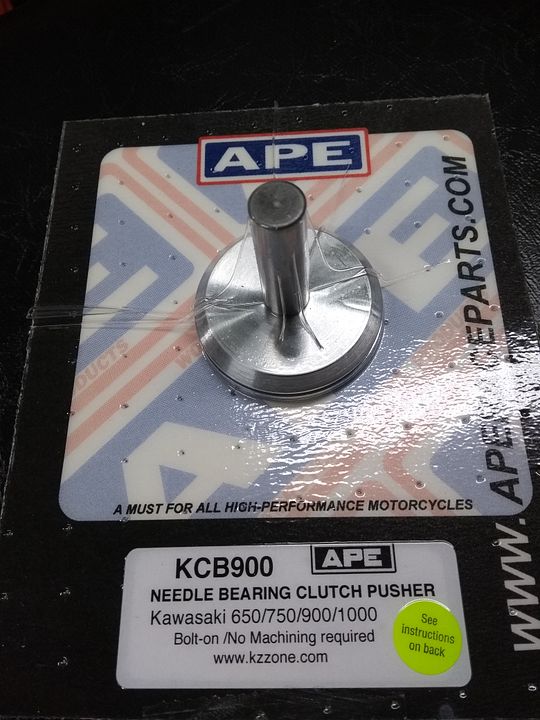 APE
A MUST FOR ALL HIGH-PERFORMANCE MOTORCYCLES
KCB900
APE
NEEDLE BEARING CLUTCH PUSHER
Kawasaki 650/750/900/1000
Bolt-on /No Machining required
www.kzzone.com
See
instructions
on back